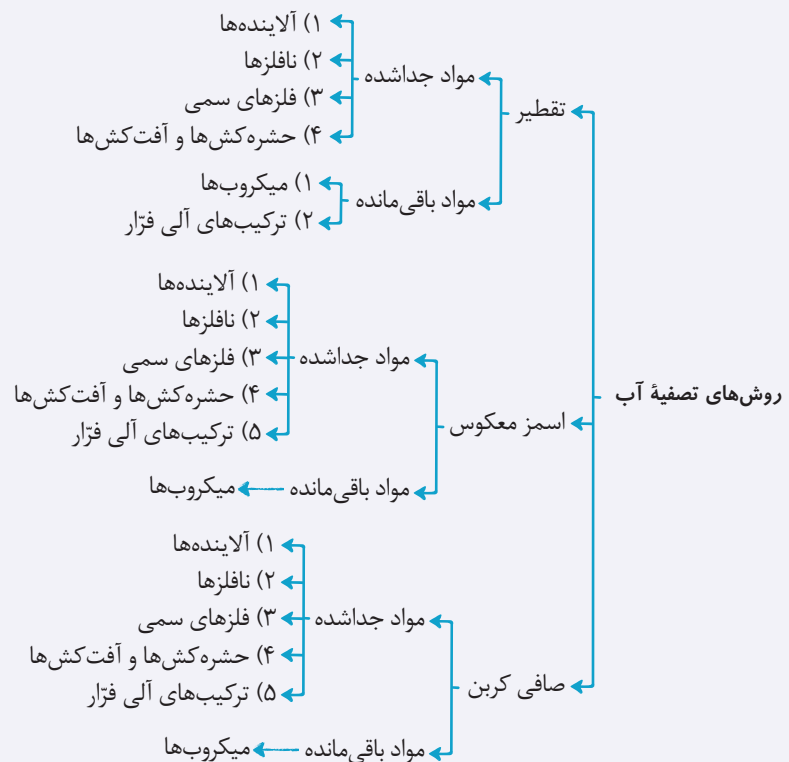 روش‌های تصفیهٔ آب
تقطیر
مواد جداشده
۱) آلاینده‌ها
۲) نافلزها
۳) فلزهای سمی
۴) حشره‌کش‌ها و آفت‌کش‌ها
مواد باقی‌مانده
۱) میکروب‌ها
۲) ترکیب‌های آلی فرّار
اسمز معکوس
مواد جداشده
۱) آلاینده‌ها
۲) نافلزها
۳) فلزهای سمی
۴) حشره‌کش‌ها و آفت‌کش‌ها
۵) ترکیب‌های آلی فرّار
مواد باقی‌مانده
میکروب‌ها
صافی کربن
مواد جداشده
۱) آلاینده‌ها
۲) نافلزها
۳) فلزهای سمی
۴) حشره‌کش‌ها و آفت‌کش‌ها
۵) ترکیب‌های آلی فرّار
مواد باقی‌مانده
میکروب‌ها